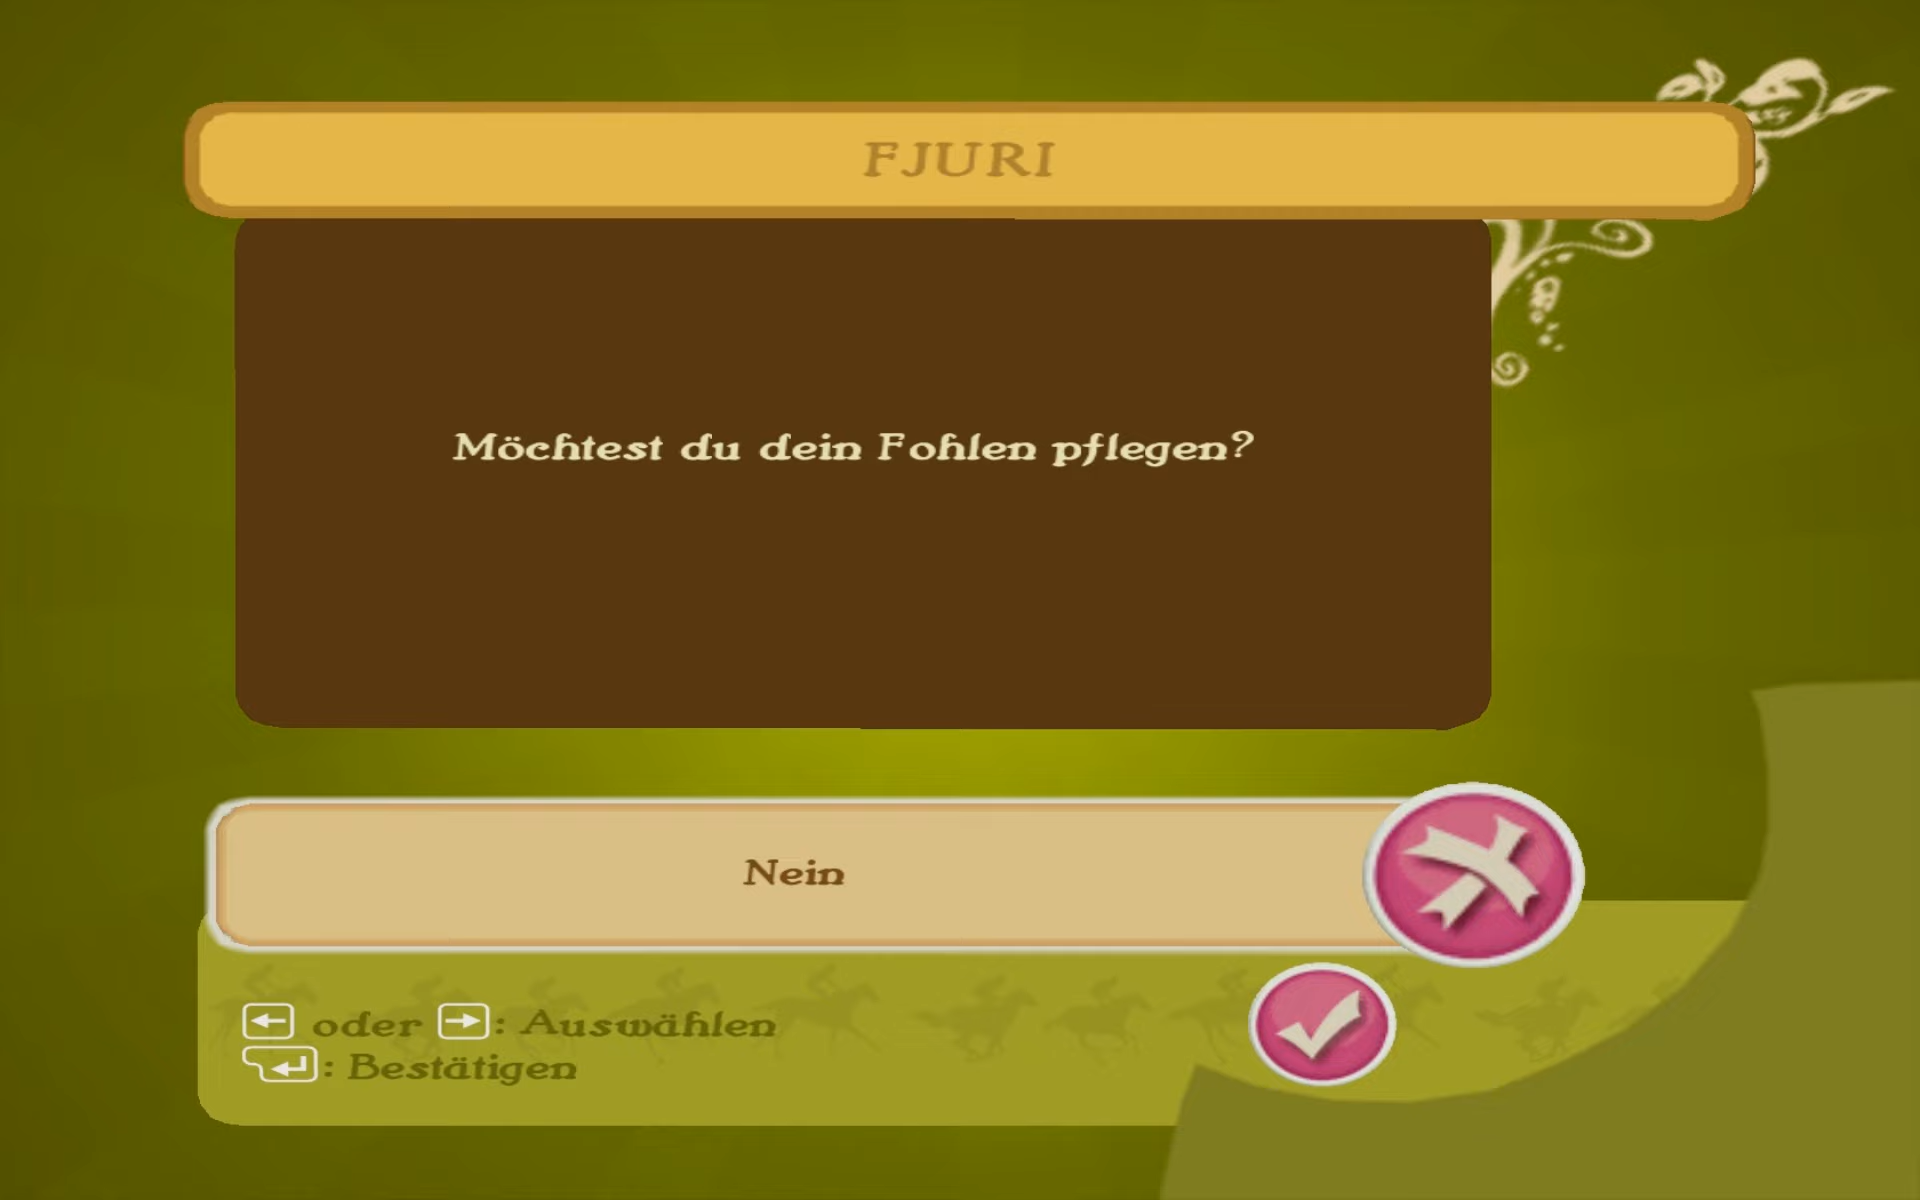 FJURI
Möchtest du dein Fohlen pflegen?
Nein
oder : Auswählen
: Bestätigen